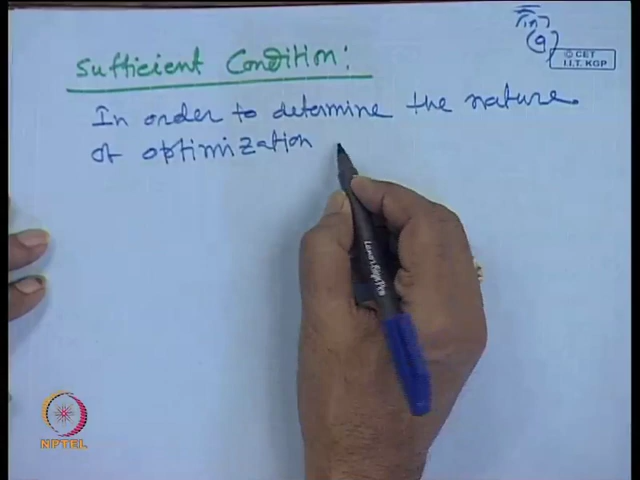 Sufficient Condition:
(9)
© CET
I.I.T. KGP
In order to determine the nature
of optimization
NPTEL